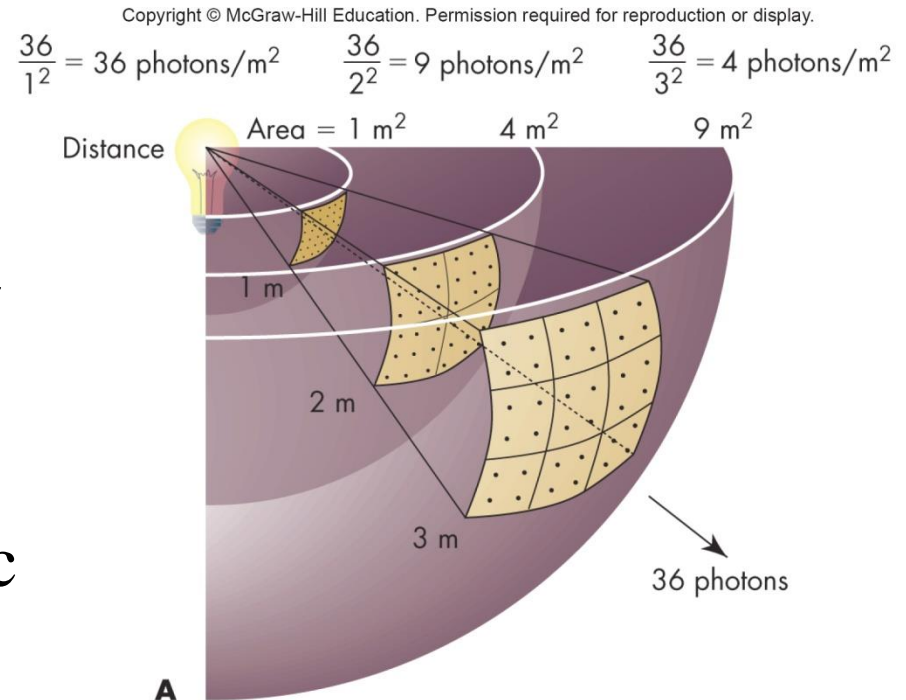 Copyright © McGraw-Hill Education. Permission required for reproduction or display.
36/1² = 36 photons/m² 36/2² = 9 photons/m² 36/3² = 4 photons/m²
Area = 1 m² 4 m² 9 m²
Distance
1 m
2 m
3 m
c
36 photons
A